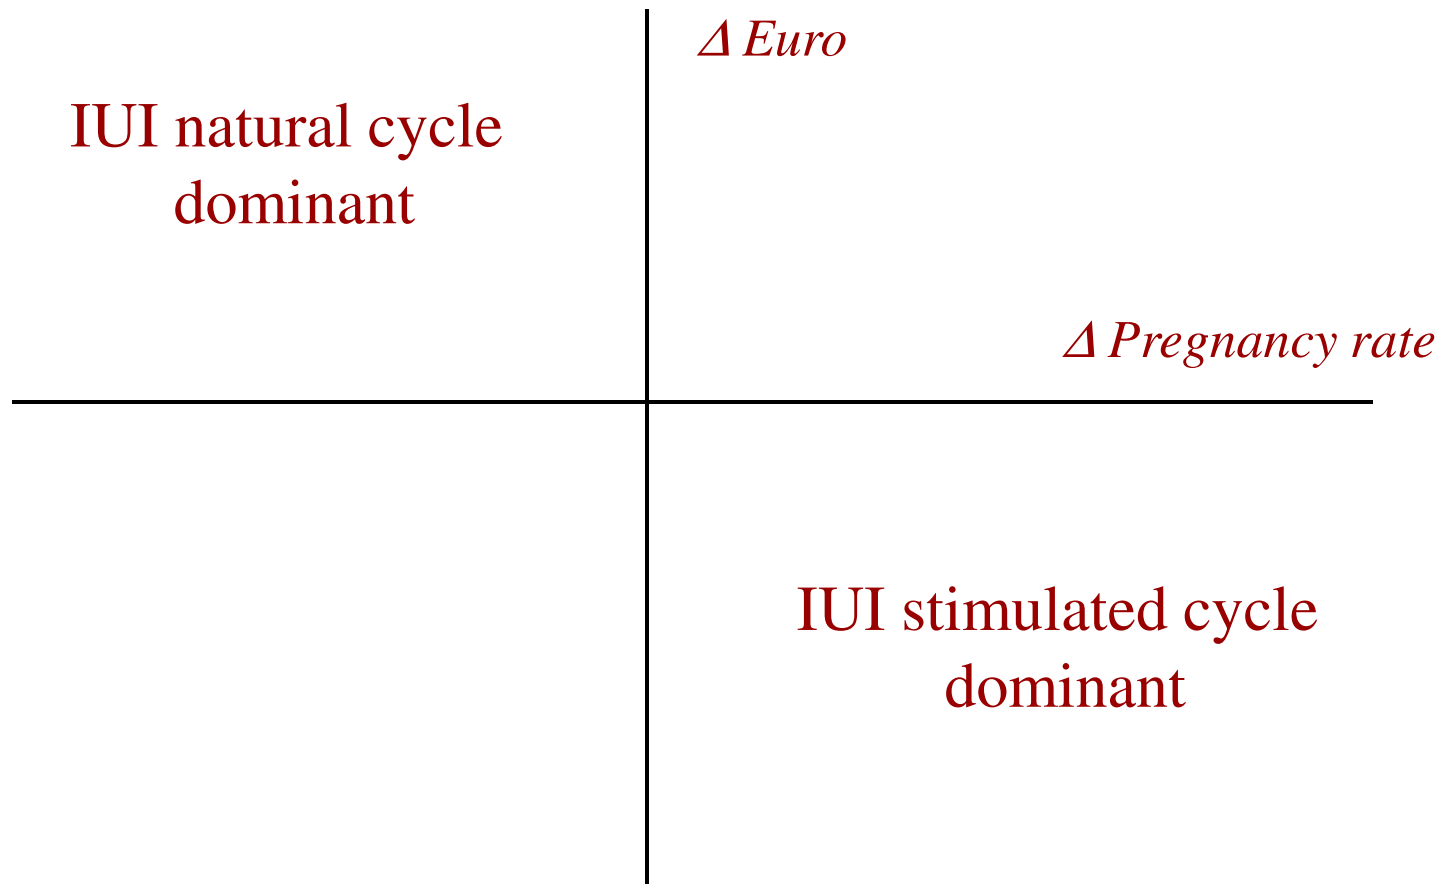 Δ Euro
IUI natural cycle
dominant
Δ Pregnancy rate
IUI stimulated cycle
dominant